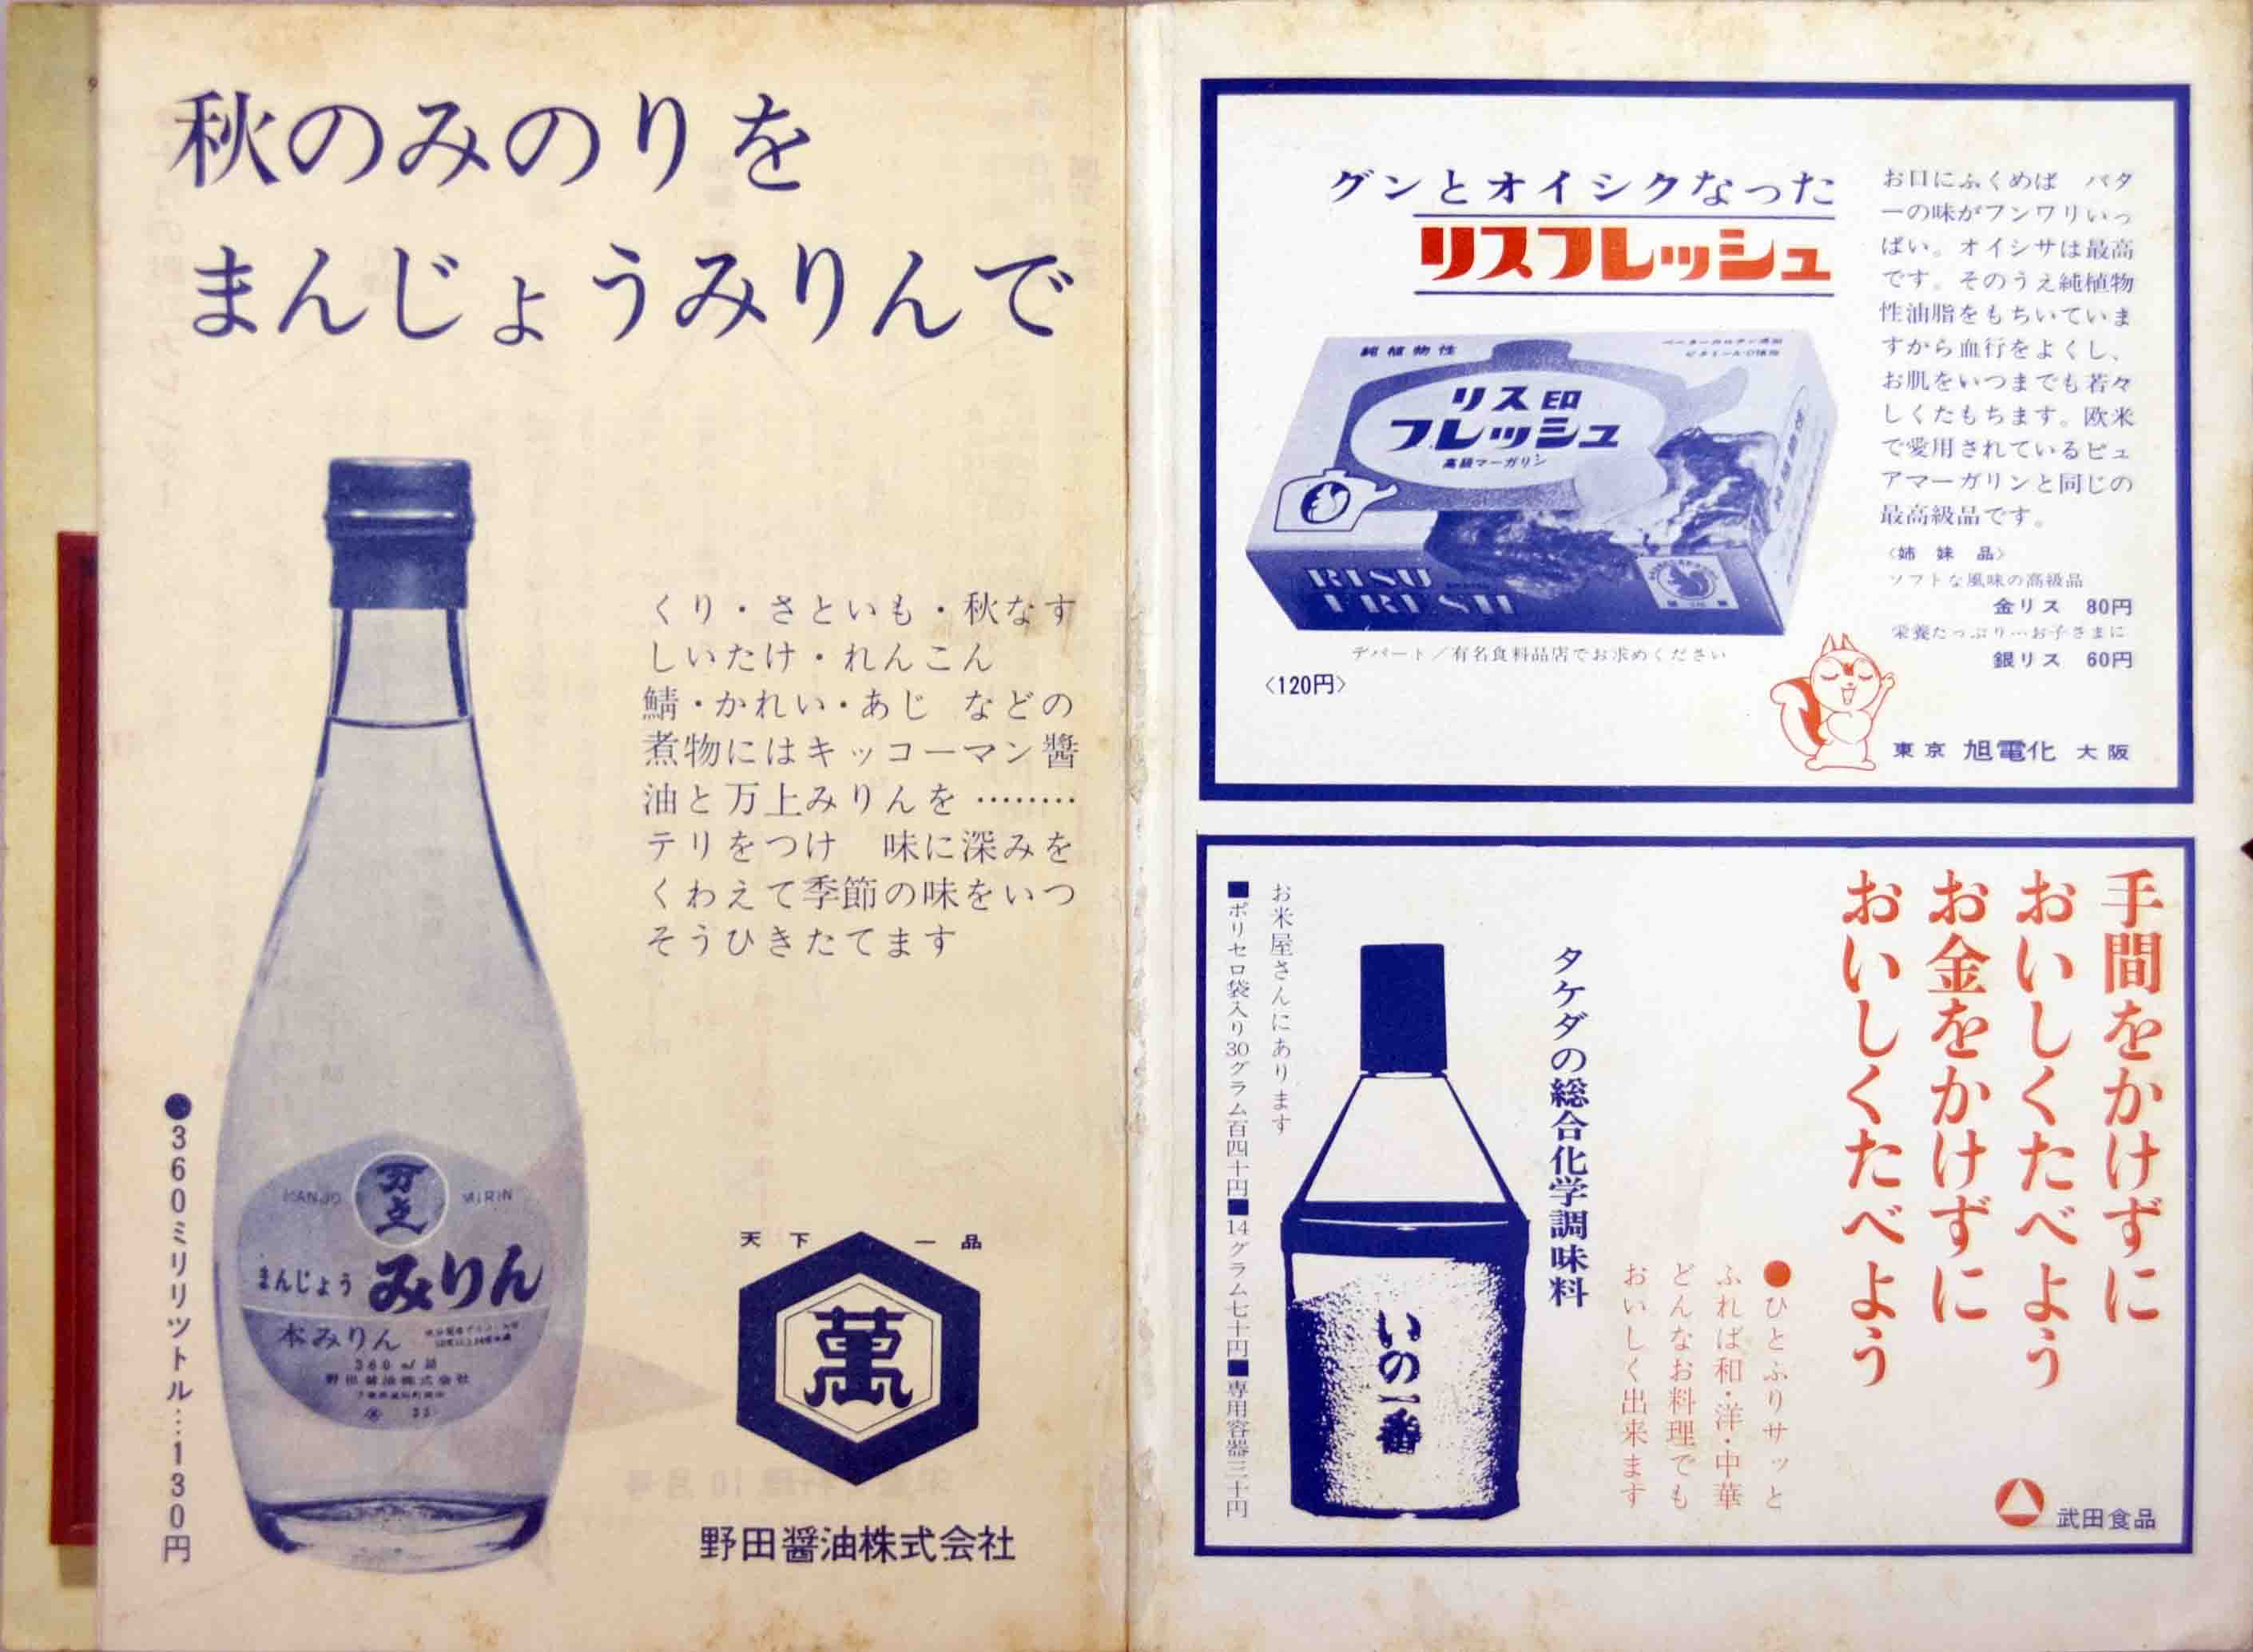 秋のみのりを
まんじょうみりんで
くり・さといも・秋なす
しいたけ・れんこん
鯖・かれい・あじ などの
煮物にはキッコーマン醬
油と万上みりんを………
テリをつけ 味に深みを
くわえて季節の味をいつ
そうひきたてます
●360ミリリットル…130円
MANJO
万上
MIRIN
まんじょう みりん
本みりん
360ml詰
野田醤油株式会社
天下一品
萬
野田醤油株式会社
グンとオイシクなった
リスフレッシュ
純植物性
リス印
フレッシュ
高級マーガリン
RISU
FRESH
デパート/有名食料品店でお求めください
〈120円〉
お口にふくめば バタ
ーの味がフンワリいっ
ぱい。オイシサは最高
です。そのうえ純植物
性油脂をもちいていま
すから血行をよくし、
お肌をいつまでも若々
しくたもちます。欧米
で愛用されているピュ
アマーガリンと同じの
最高級品です。
〈姉妹品〉
ソフトな風味の高級品
金リス 80円
栄養たっぷり…お子さまに
銀リス 60円
東京 旭電化 大阪
手間をかけずに
おいしくたべよう
お金をかけずに
おいしくたべよう
●ひとふりサッと
ふれば和・洋・中華
どんなお料理でも
おいしく出来ます
タケダの総合化学調味料
いの一番
お米屋さんにあります
■ポリセロ袋入り30グラム百四十円■14グラム七十円■専用容器三十円
武田食品